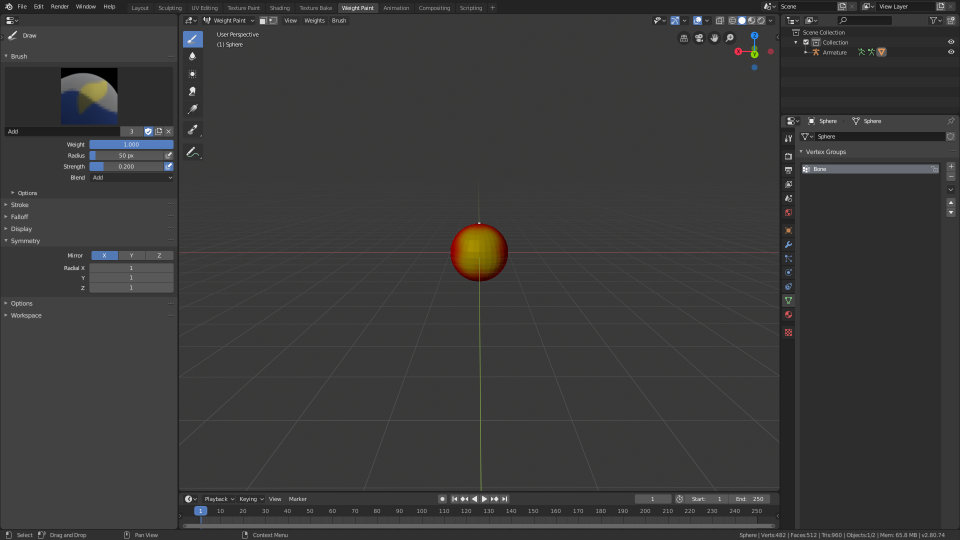 File Edit Render Window Help Layout Sculpting UV Editing Texture Paint Shading Texture Bake Weight Paint Animation Compositing Scripting + Scene View Layer
Weight Paint View Weights Brush
Draw
Brush
Add 3
Weight 1.000
Radius 50 px
Strength 0.200
Blend Add
Options
Stroke
Falloff
Display
Symmetry
Mirror X Y Z
Radial X 1
Y 1
Z 1
Options
Workspace
User Perspective
(1) Sphere
Z
X
Y
Playback Keying View Marker 1 Start: 1 End: 250
1 10 20 30 40 50 60 70 80 90 100 110 120 130 140 150 160 170 180 190 200 210 220 230 240 250
Scene Collection
Collection
Armature
Sphere Sphere
Sphere
Vertex Groups
Bone
Select Drag and Drop Pan View Context Menu Sphere | Verts:482 | Faces:512 | Tris:960 | Objects:1/2 | Mem: 65.8 MB | v2.80.74